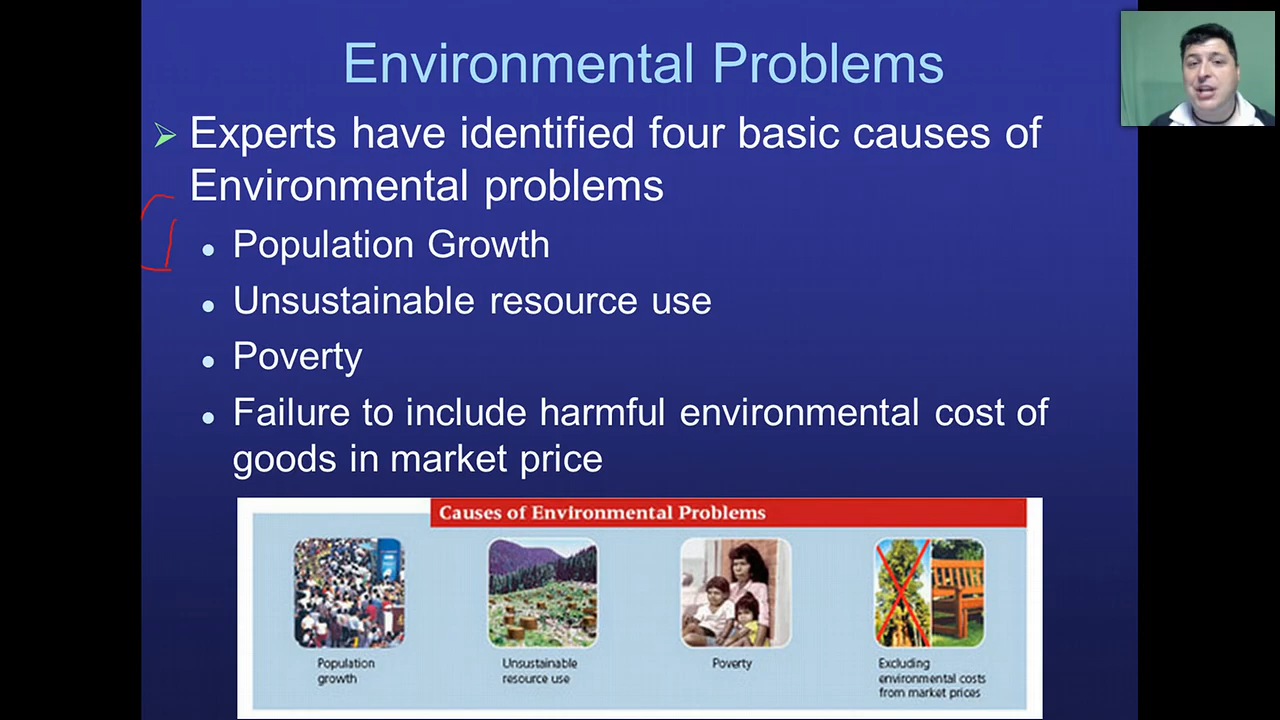 Environmental Problems
Experts have identified four basic causes of
Environmental problems
Population Growth
Unsustainable resource use
Poverty
Failure to include harmful environmental cost of
goods in market price
Causes of Environmental Problems
Population
growth
Unsustainable
resource use
Poverty
Excluding
environmental costs
from market prices